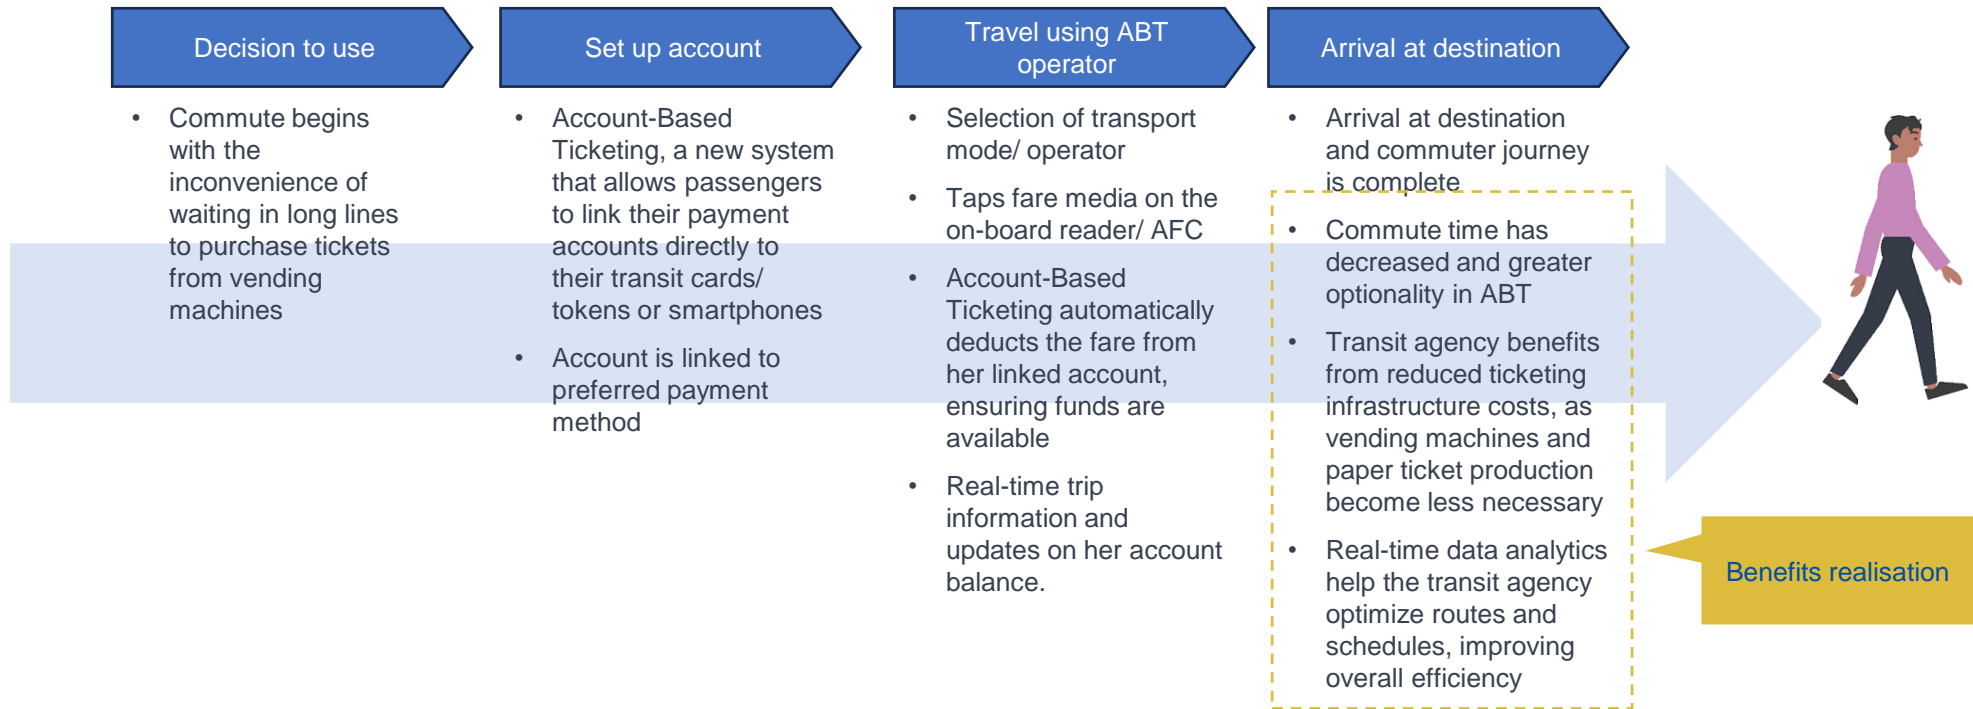 Decision to use
• Commute begins
with the
inconvenience of
waiting in long lines
to purchase tickets
from vending
machines
Set up account
• Account-Based
Ticketing, a new system
that allows passengers
to link their payment
accounts directly to
their transit cards/
tokens or smartphones
• Account is linked to
preferred payment
method
Travel using ABT
operator
• Selection of transport
mode/ operator
• Taps fare media on the
on-board reader/ AFC
• Account-Based
Ticketing automatically
deducts the fare from
her linked account,
ensuring funds are
available
• Real-time trip
information and
updates on her account
balance.
Arrival at destination
• Arrival at destination
and commuter journey
is complete
• Commute time has
decreased and greater
optionality in ABT
• Transit agency benefits
from reduced ticketing
infrastructure costs, as
vending machines and
paper ticket production
become less necessary
• Real-time data analytics
help the transit agency
optimize routes and
schedules, improving
overall efficiency
Benefits realisation